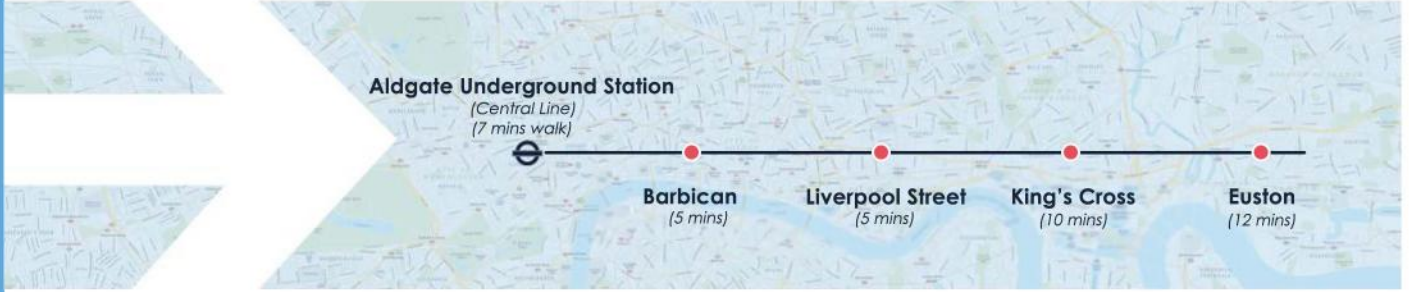 Aldgate Underground Station
(Central Line)
(7 mins walk)
Barbican
(5 mins)
Liverpool Street
(5 mins)
King's Cross
(10 mins)
Euston
(12 mins)